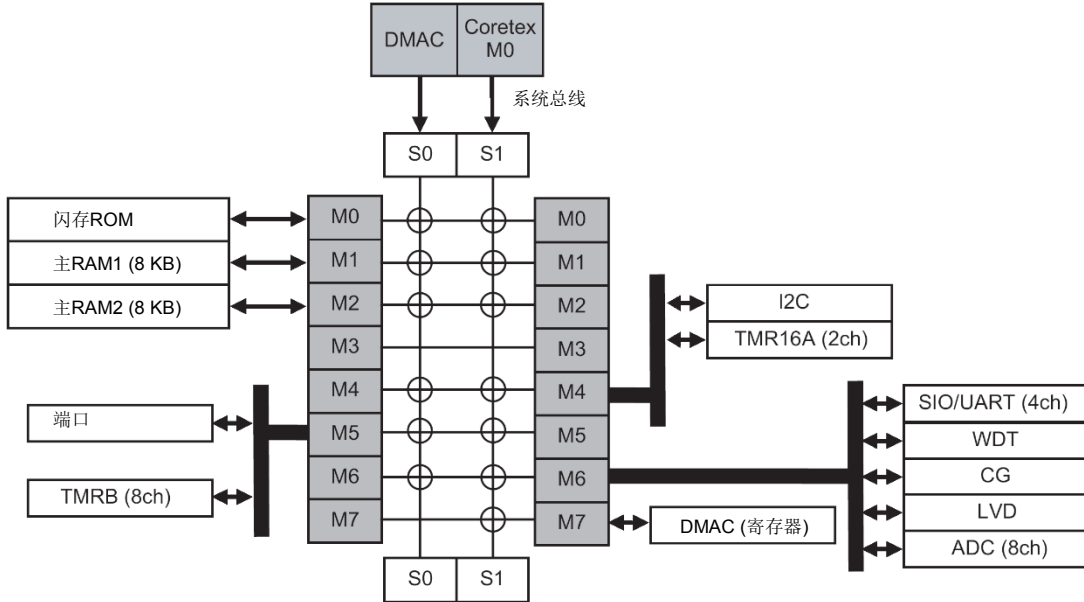 DMAC
Coretex
M0
系统总线
S0
S1
闪存ROM
主RAM1 (8 KB)
主RAM2 (8 KB)
端口
TMRB (8ch)
M0
M1
M2
M3
M4
M5
M6
M7
M0
M1
M2
M3
M4
M5
M6
M7
I2C
TMR16A (2ch)
SIO/UART (4ch)
WDT
CG
LVD
ADC (8ch)
DMAC (寄存器)
S0
S1